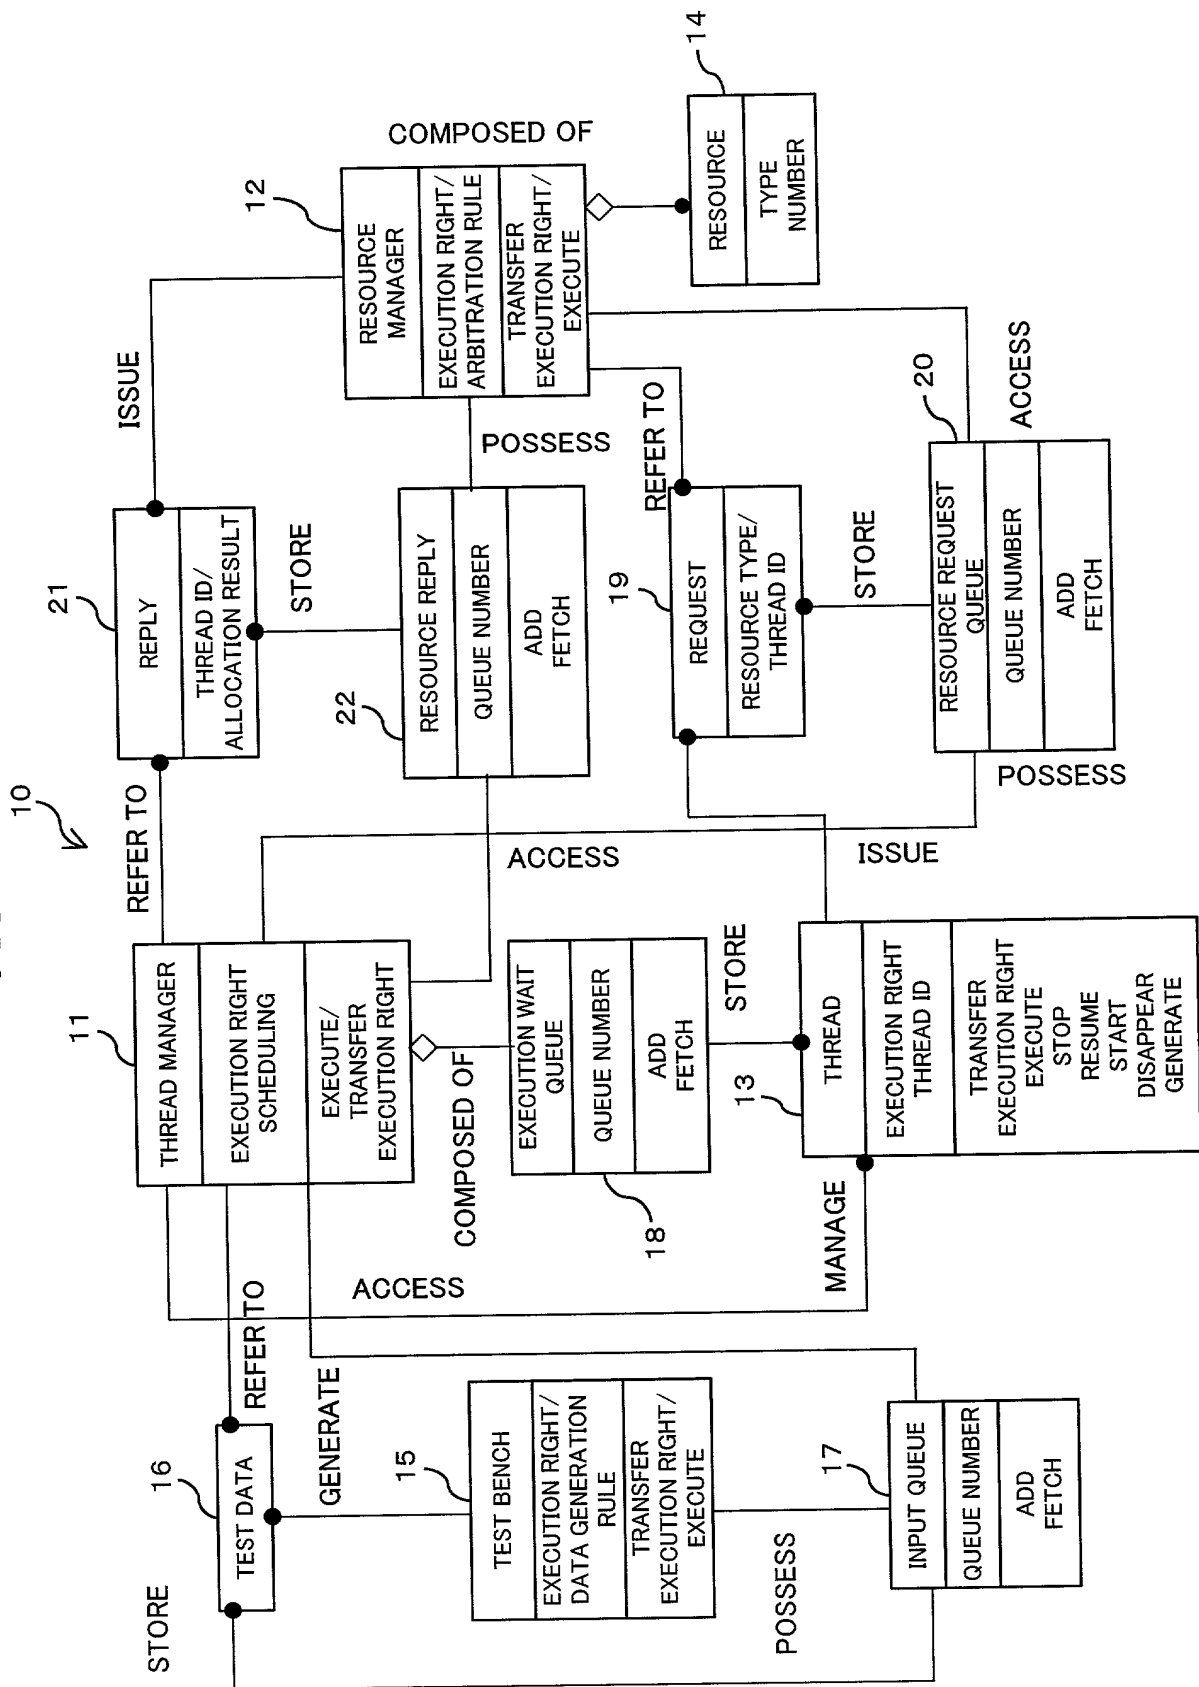 10
STORE
16
TEST DATA
REFER TO
GENERATE
15
TEST BENCH
EXECUTION RIGHT/
DATA GENERATION
RULE
TRANSFER
EXECUTION RIGHT/
EXECUTE
POSSESS
17
INPUT QUEUE
QUEUE NUMBER
ADD
FETCH
11
THREAD MANAGER
EXECUTION RIGHT
SCHEDULING
EXECUTE/
TRANSFER
EXECUTION RIGHT
ACCESS
COMPOSED OF
18
EXECUTION WAIT
QUEUE
QUEUE NUMBER
ADD
FETCH
STORE
MANAGE
13
THREAD
EXECUTION RIGHT
THREAD ID
TRANSFER
EXECUTION RIGHT
EXECUTE
STOP
RESUME
START
DISAPPEAR
GENERATE
REFER TO
21
REPLY
THREAD ID/
ALLOCATION RESULT
STORE
22
RESOURCE REPLY
QUEUE NUMBER
ADD
FETCH
ACCESS
ISSUE
19
REQUEST
RESOURCE TYPE/
THREAD ID
STORE
RESOURCE REQUEST
QUEUE
QUEUE NUMBER
ADD
FETCH
POSSESS
20
ISSUE
12
RESOURCE
MANAGER
EXECUTION RIGHT/
ARBITRATION RULE
TRANSFER
EXECUTION RIGHT/
EXECUTE
POSSESS
REFER TO
ACCESS
COMPOSED OF
14
RESOURCE
TYPE
NUMBER